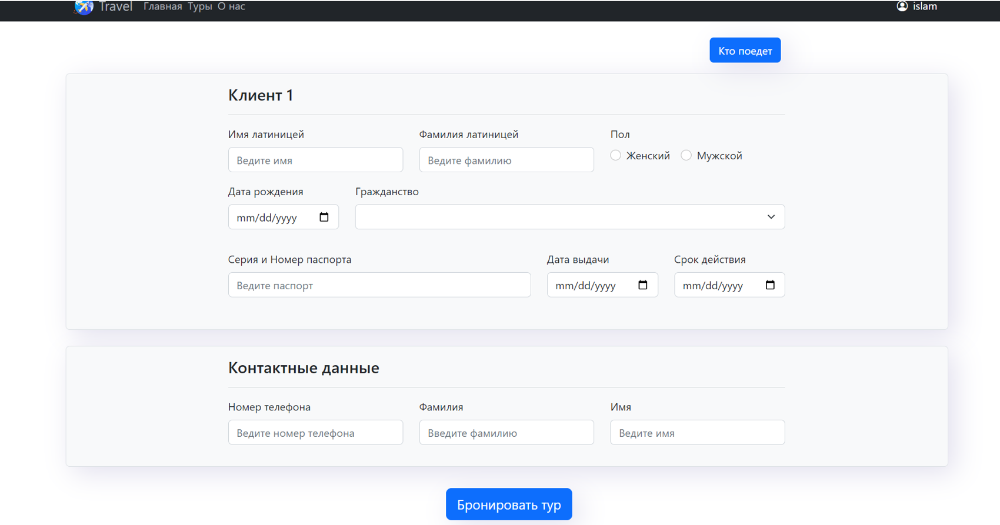 Travel Главная Туры О нас islam
Кто поедет
Клиент 1
Имя латиницей Фамилия латиницей Пол
Ведите имя Ведите фамилию Женский Мужской
Дата рождения Гражданство
mm/dd/yyyy
Серия и Номер паспорта Дата выдачи Срок действия
Ведите паспорт mm/dd/yyyy mm/dd/yyyy
Контактные данные
Номер телефона Фамилия Имя
Ведите номер телефона Введите фамилию Ведите имя
Бронировать тур